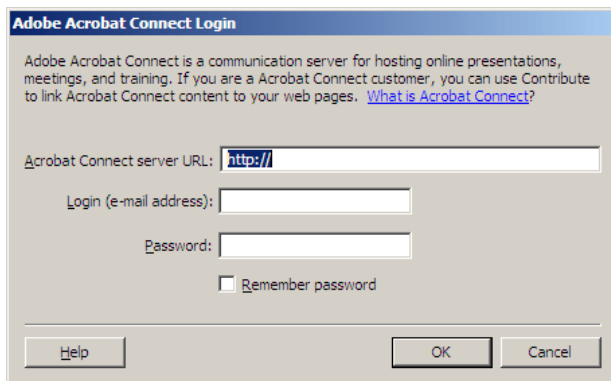 Adobe Acrobat Connect Login
Adobe Acrobat Connect is a communication server for hosting online presentations,
meetings, and training. If you are a Acrobat Connect customer, you can use Contribute
to link Acrobat Connect content to your web pages. What is Acrobat Connect?
Acrobat Connect server URL: http://
Login (e-mail address):
Password:
Remember password
Help OK Cancel